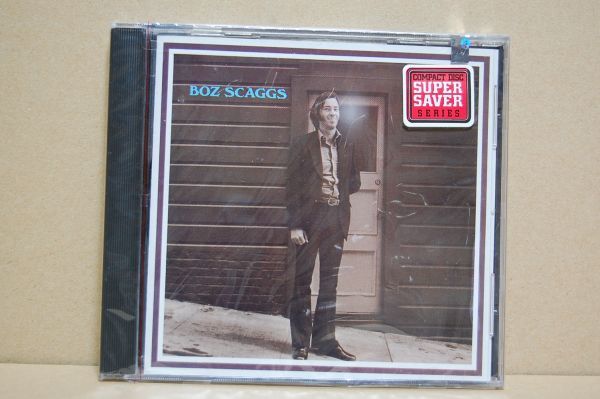 BOZ SCAGGS
COMPACT DISC
SUPER
SAVER
SERIES